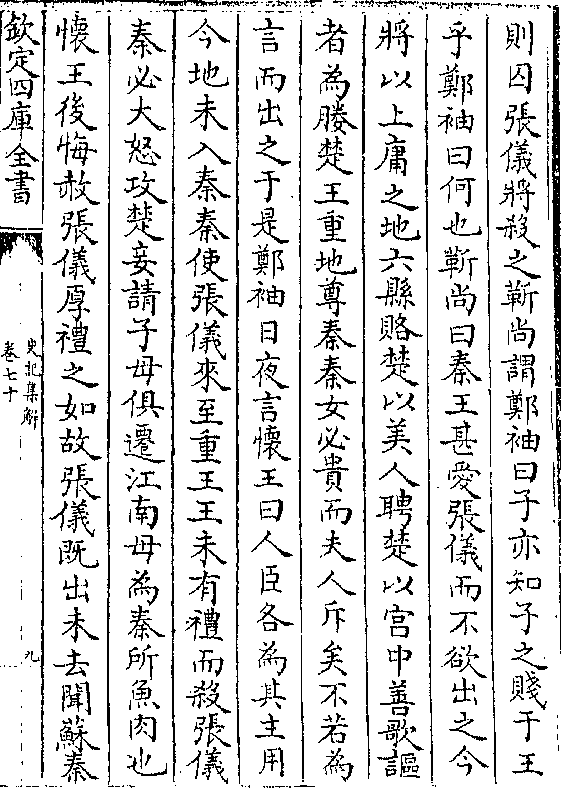 則囚張儀將殺之靳尚謂鄭袖曰子亦知子之賤于王
乎鄭袖曰何也靳尚曰秦王甚愛張儀而不欲出之今
將以上庸之地六縣賂楚以美人聘楚以宫中善歌謳
者為媵楚王重地尊秦秦女必貴而夫人斥矣不若為
言而出之于是鄭袖日夜言懷王曰人臣各為其主用
今地未入秦秦使張儀來至重王王未有禮而殺張儀
秦必大怒攻楚妾請子母俱遷江南毋為秦所魚肉也
懷王後悔赦張儀厚禮之如故張儀既出未去聞蘇秦
欽定四庫全書
史記集解
卷七十
九